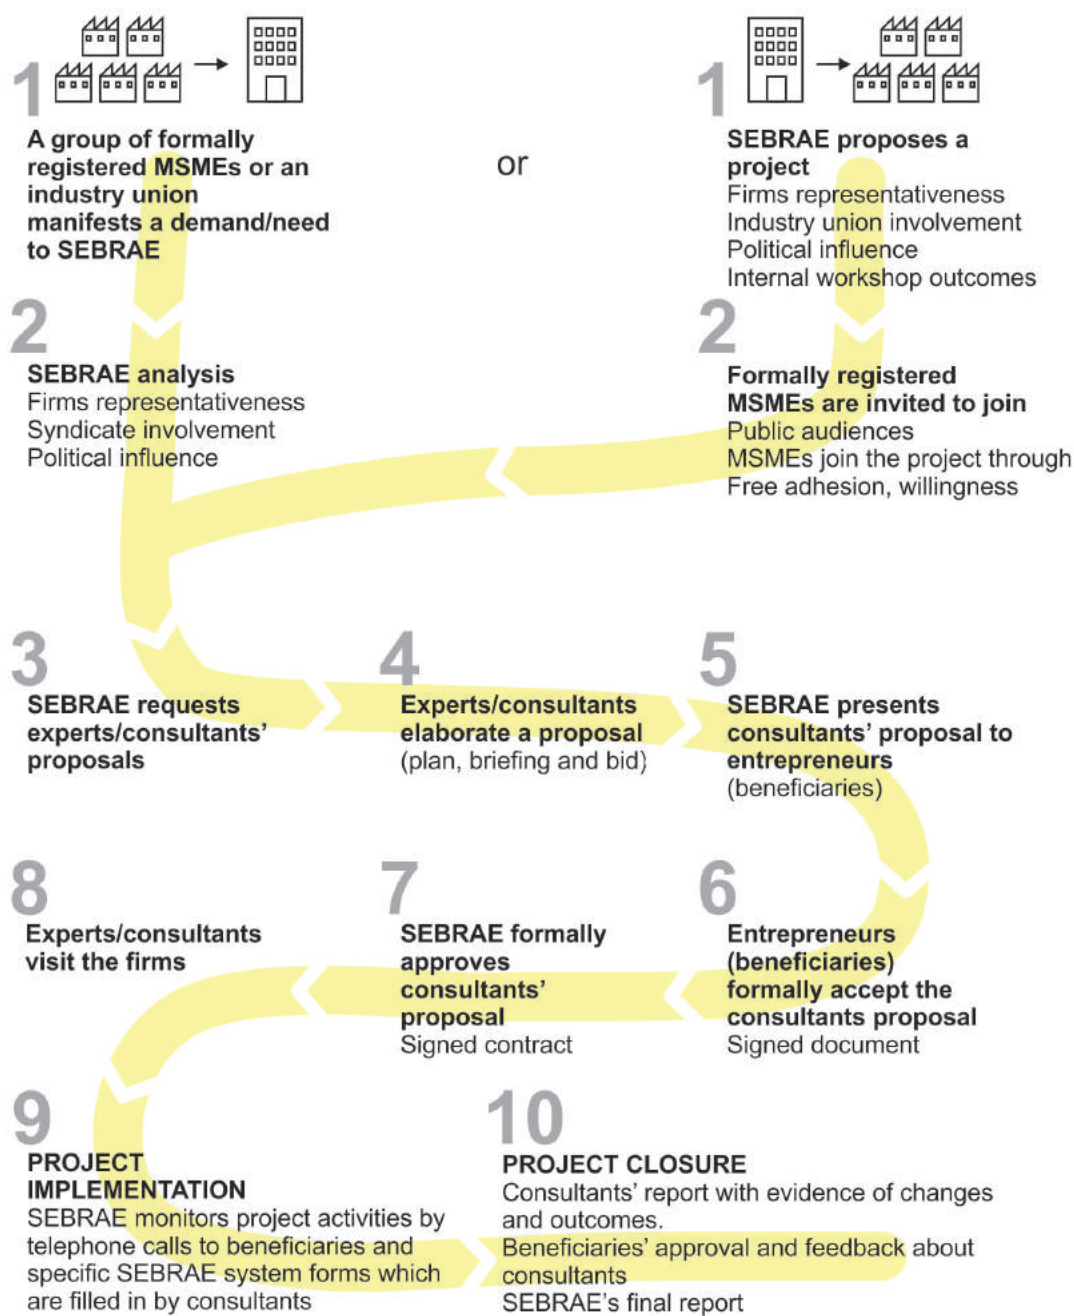 1
A group of formally
registered MSMEs or an
industry union
manifests a demand/need
to SEBRAE
or
1
SEBRAE proposes a
project
Firms representativeness
Industry union involvement
Political influence
Internal workshop outcomes
2
SEBRAE analysis
Firms representativeness
Syndicate involvement
Political influence
2
Formally registered
MSMEs are invited to join
Public audiences
MSMEs join the project through
Free adhesion, willingness
3
SEBRAE requests
experts/consultants’
proposals
4
Experts/consultants
elaborate a proposal
(plan, briefing and bid)
5
SEBRAE presents
consultants’ proposal to
entrepreneurs
(beneficiaries)
6
Entrepreneurs
(beneficiaries)
formally accept the
consultants proposal
Signed document
7
SEBRAE formally
approves
consultants’
proposal
Signed contract
8
Experts/consultants
visit the firms
9
PROJECT
IMPLEMENTATION
SEBRAE monitors project activities by
telephone calls to beneficiaries and
specific SEBRAE system forms which
are filled in by consultants
10
PROJECT CLOSURE
Consultants’ report with evidence of changes
and outcomes.
Beneficiaries’ approval and feedback about
consultants
SEBRAE’s final report